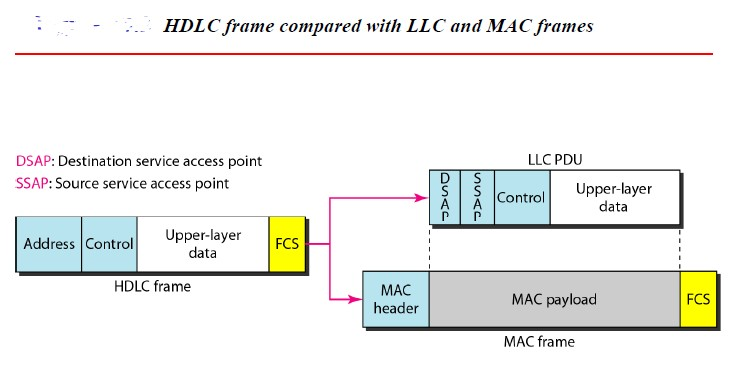 HDLC frame compared with LLC and MAC frames
DSAP: Destination service access point
SSAP: Source service access point
LLC PDU
DSAP
SSAP
Control
Upper-layer
data
Address
Control
Upper-layer
data
FCS
HDLC frame
MAC
header
MAC payload
FCS
MAC frame